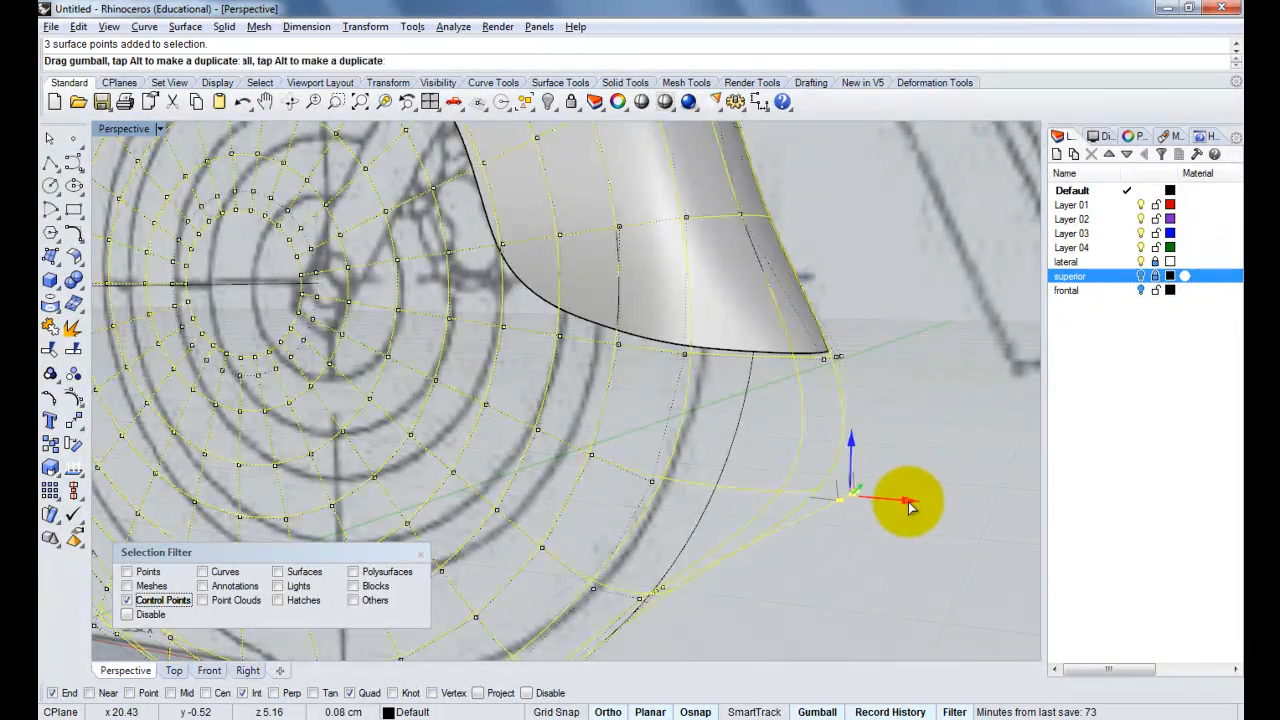 Untitled - Rhinoceros (Educational) - [Perspective]
File Edit View Curve Surface Solid Mesh Dimension Transform Tools Analyze Render Panels Help
3 surface points added to selection.
Drag gumball, tap Alt to make a duplicate: all, tap Alt to make a duplicate:
Standard CPlanes Set View Display Select Viewport Layout Transform Visibility Curve Tools Surface Tools Solid Tools Mesh Tools Render Tools Drafting New in V5 Deformation Tools
Perspective
L... Di... P... M... H...
Name Material
Default
Layer 01
Layer 02
Layer 03
Layer 04
lateral
superior
frontal
Selection Filter
Points Curves Surfaces Polysurfaces
Meshes Annotations Lights Blocks
Control Points Point Clouds Hatches Others
Disable
Perspective Top Front Right
End Near Point Mid Cen Int Perp Tan Quad Knot Vertex Project Disable
CPlane x 20.43 y -0.52 z 5.16 0.08 cm Default Grid Snap Ortho Planar Osnap SmartTrack Gumball Record History Filter Minutes from last save: 73